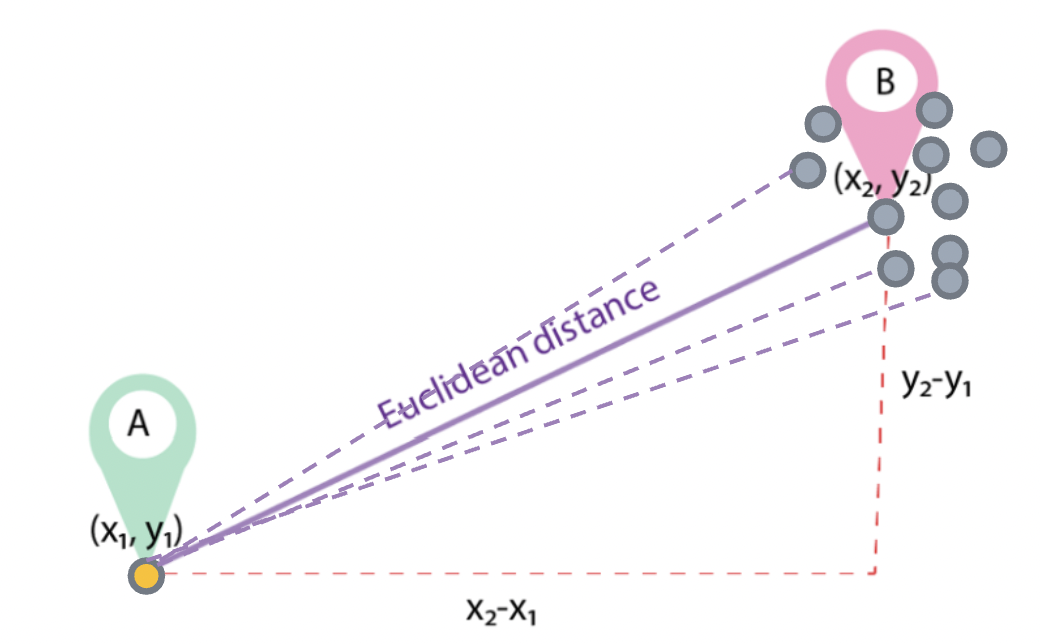 B
(x₂, y₂)
Euclidean distance
A
y₂-y₁
(x₁, y₁)
x₂-x₁